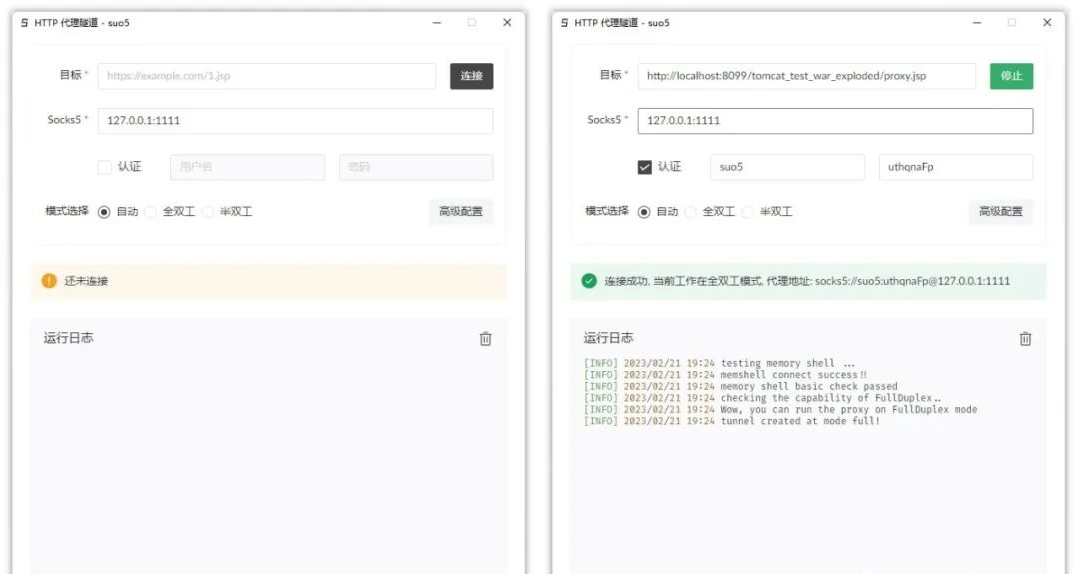 HTTP 代理隧道 - suo5
目标 * https://example.com/1.jsp 连接
Socks5 * 127.0.0.1:1111
认证 用户名 密码
模式选择 自动 全双工 半双工 高级配置
还未连接
运行日志
HTTP 代理隧道 - suo5
目标 * http://localhost:8099/tomcat_test_war_exploded/proxy.jsp 停止
Socks5 * 127.0.0.1:1111
认证 suo5 uthqnaFp
模式选择 自动 全双工 半双工 高级配置
连接成功, 当前工作在全双工模式, 代理地址: socks5://suo5:uthqnaFp@127.0.0.1:1111
运行日志
[INFO] 2023/02/21 19:24 testing memory shell ...
[INFO] 2023/02/21 19:24 memshell connect success!!
[INFO] 2023/02/21 19:24 memory shell basic check passed
[INFO] 2023/02/21 19:24 checking the capability of FullDuplex..
[INFO] 2023/02/21 19:24 Wow, you can run the proxy on FullDuplex mode
[INFO] 2023/02/21 19:24 tunnel created at mode full!